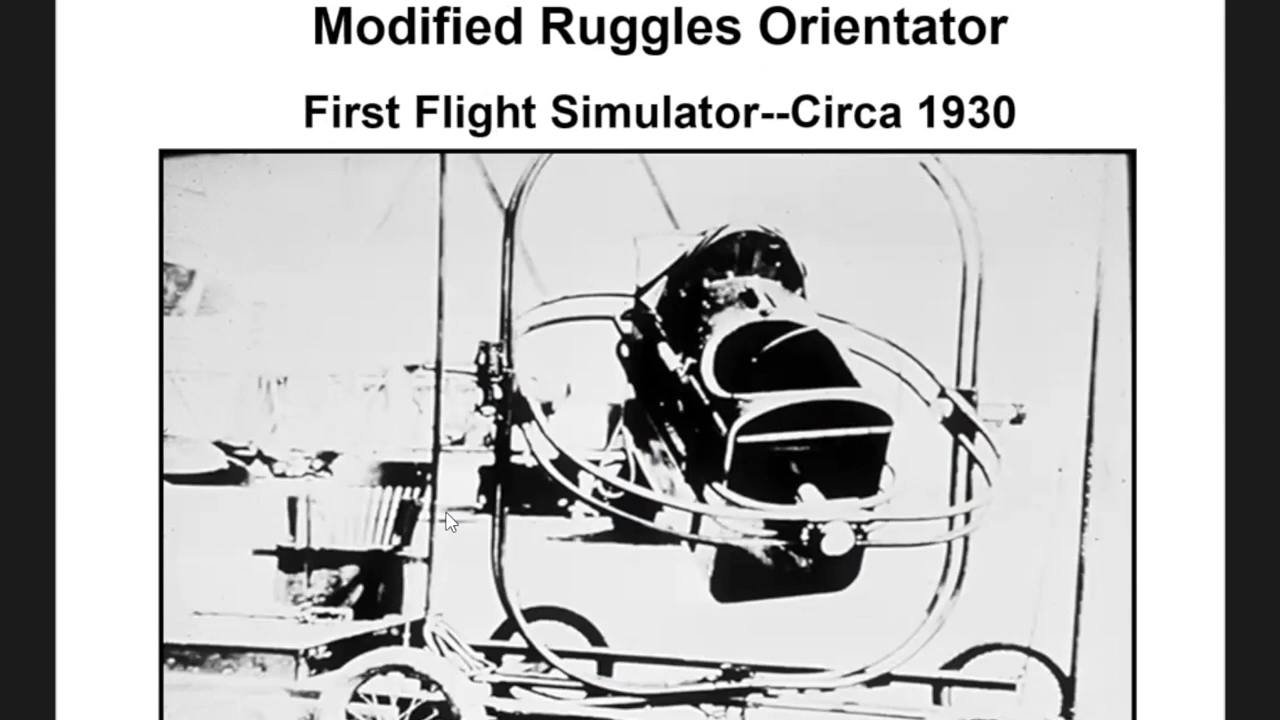 Modified Ruggles Orientator
First Flight Simulator--Circa 1930